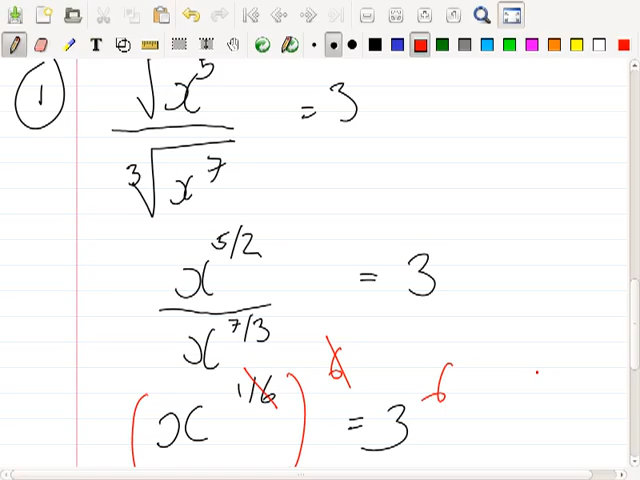 ① √x⁵ / ∛x⁷ = 3
x^5/2 / x^7/3 = 3
(x^1/6)^6 = 3^6